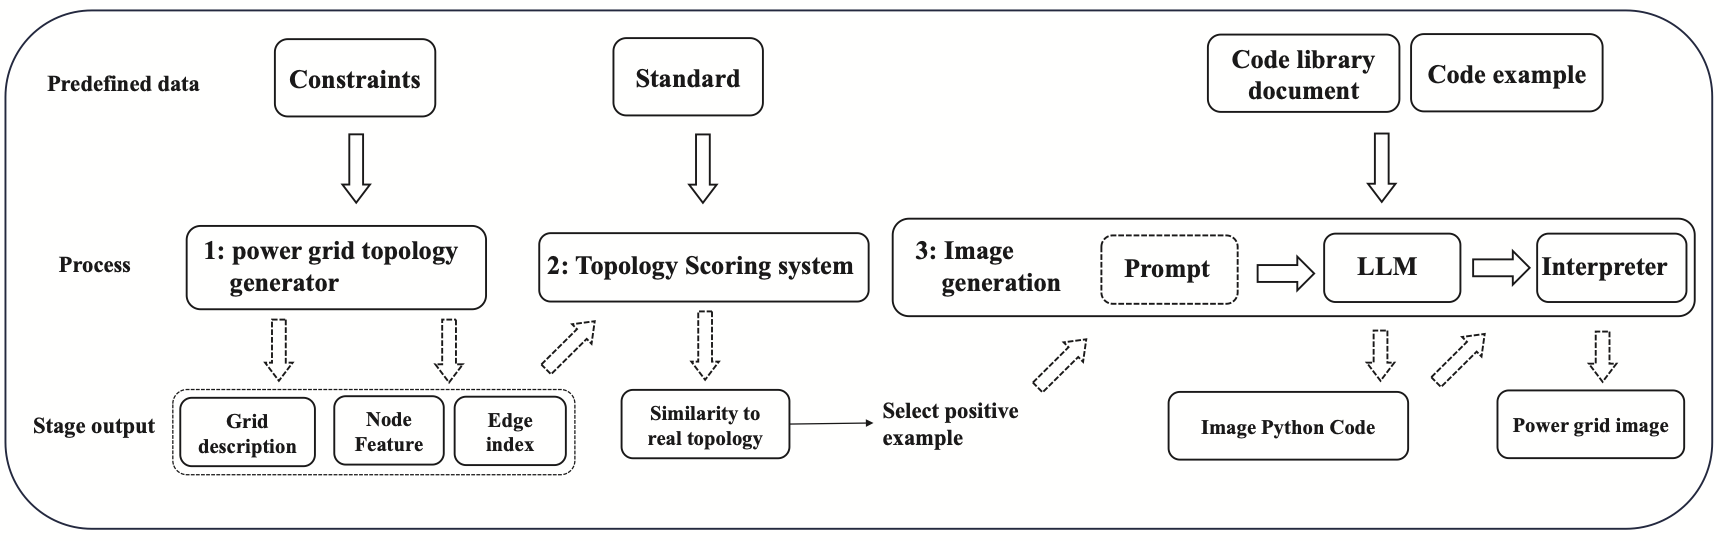 Predefined data
Constraints
Standard
Code library
document
Code example
Process
1: power grid topology
generator
2: Topology Scoring system
3: Image
generation
Prompt
LLM
Interpreter
Stage output
Grid
description
Node
Feature
Edge
index
Similarity to
real topology
Select positive
example
Image Python Code
Power grid image